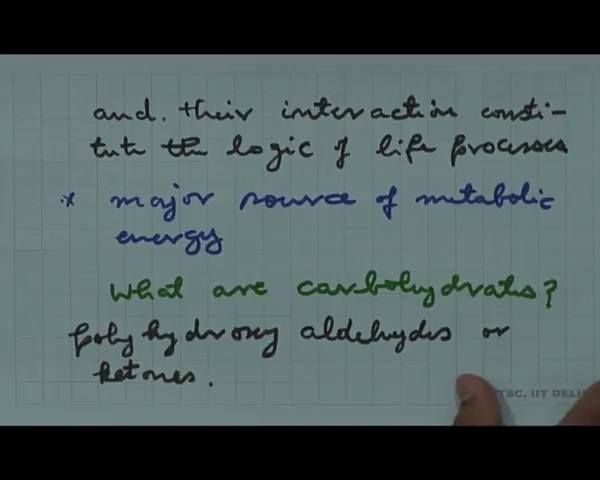 and. their interaction consti-
tute the logic of life processes
* major source of metabolic
energy
What are carbohydrates?
polyhydroxy aldehydes or
ketones.
TSC, IIT DEL